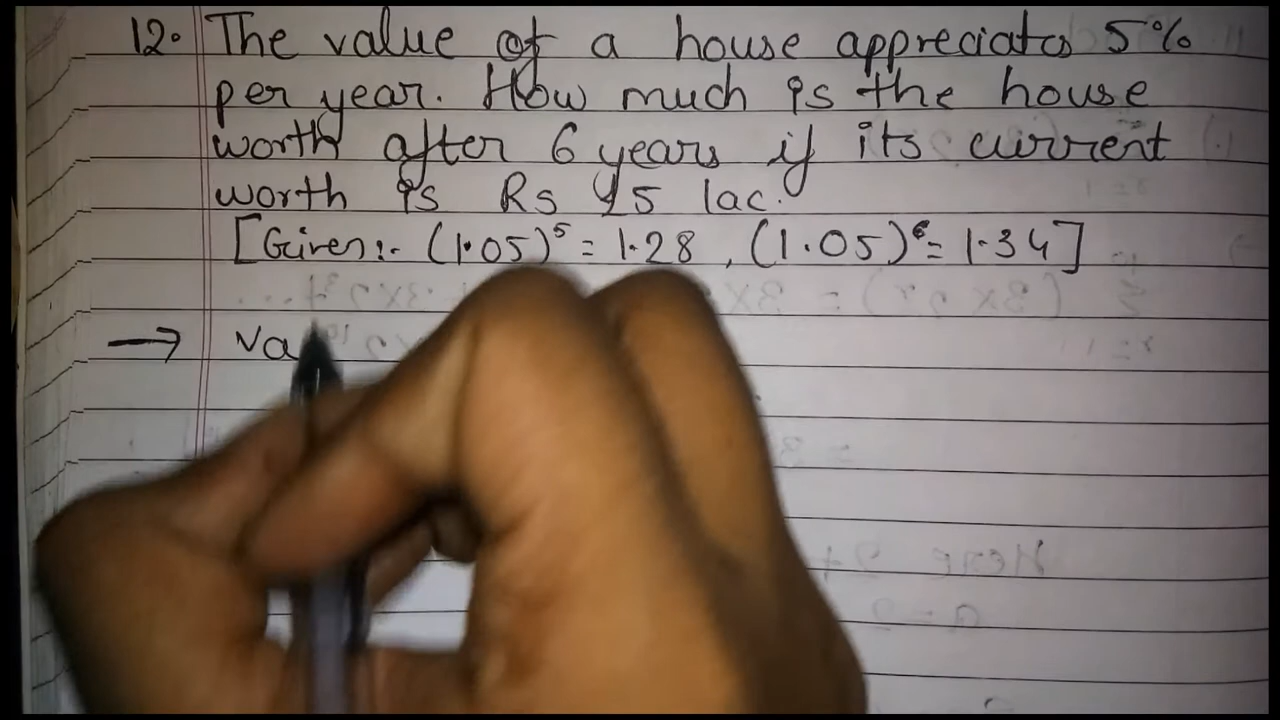 12. The value of a house appreciates 5%
per year. How much is the house
worth after 6 years if its current
worth is Rs 15 lac.
[Given:- (1.05)⁵ = 1.28, (1.05)⁶ = 1.34]
→ Va